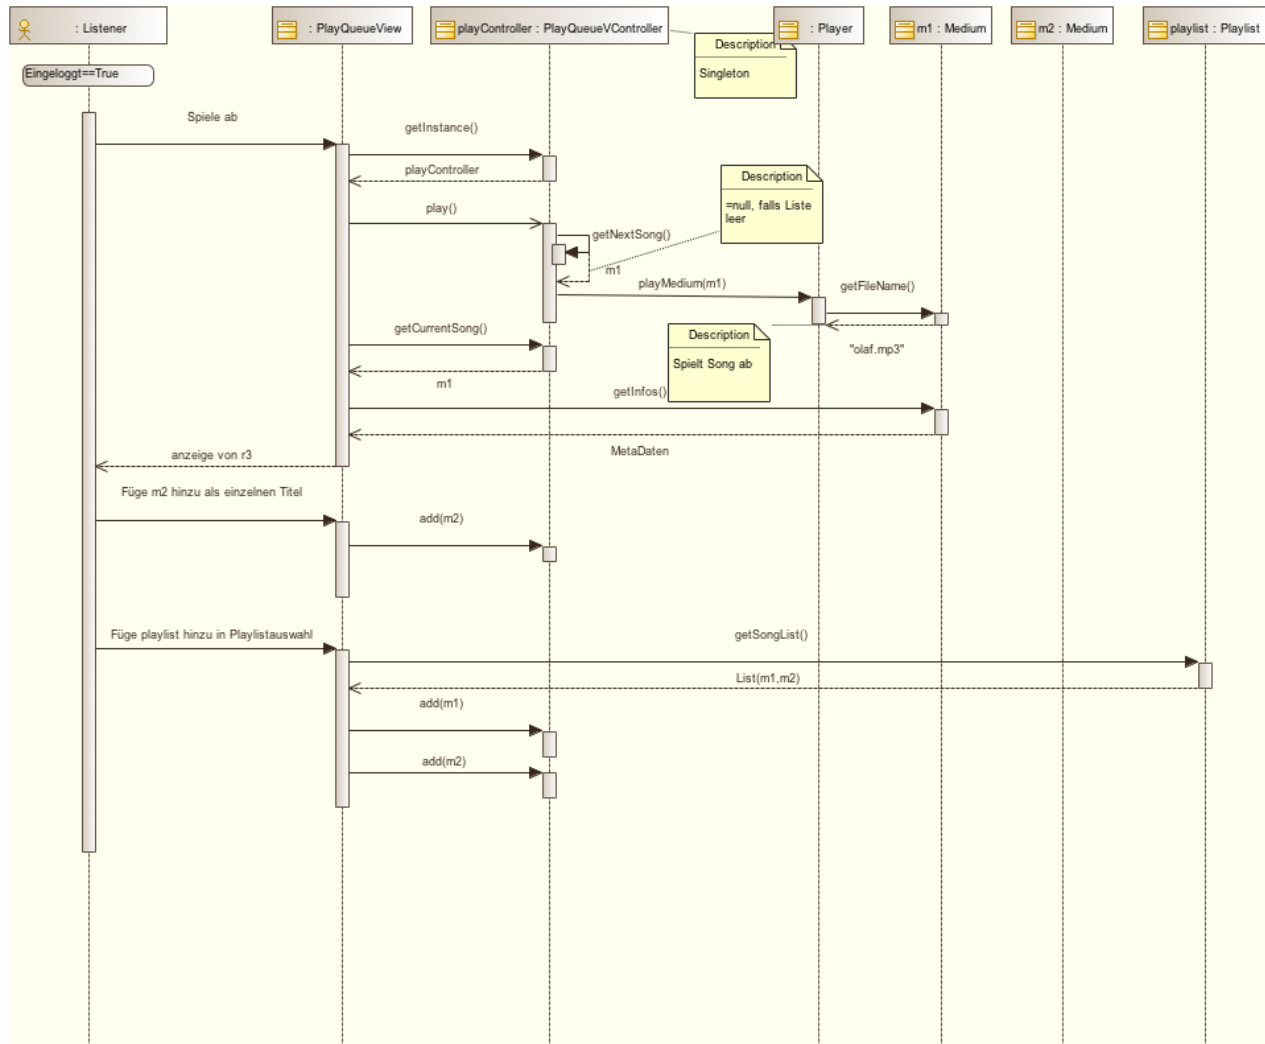 : Listener
: PlayQueueView
playController : PlayQueueVController
: Player
m1 : Medium
m2 : Medium
playlist : Playlist
Description
Singleton
Eingeloggt==True
Spiele ab
getInstance()
playController
Description
=null, falls Liste
leer
play()
getNextSong()
m1
playMedium(m1)
getFileName()
getCurrentSong()
Description
Spielt Song ab
"olaf.mp3"
m1
getInfos()
MetaDaten
anzeige von r3
Füge m2 hinzu als einzelnen Titel
add(m2)
Füge playlist hinzu in Playlistauswahl
getSongList()
List(m1,m2)
add(m1)
add(m2)